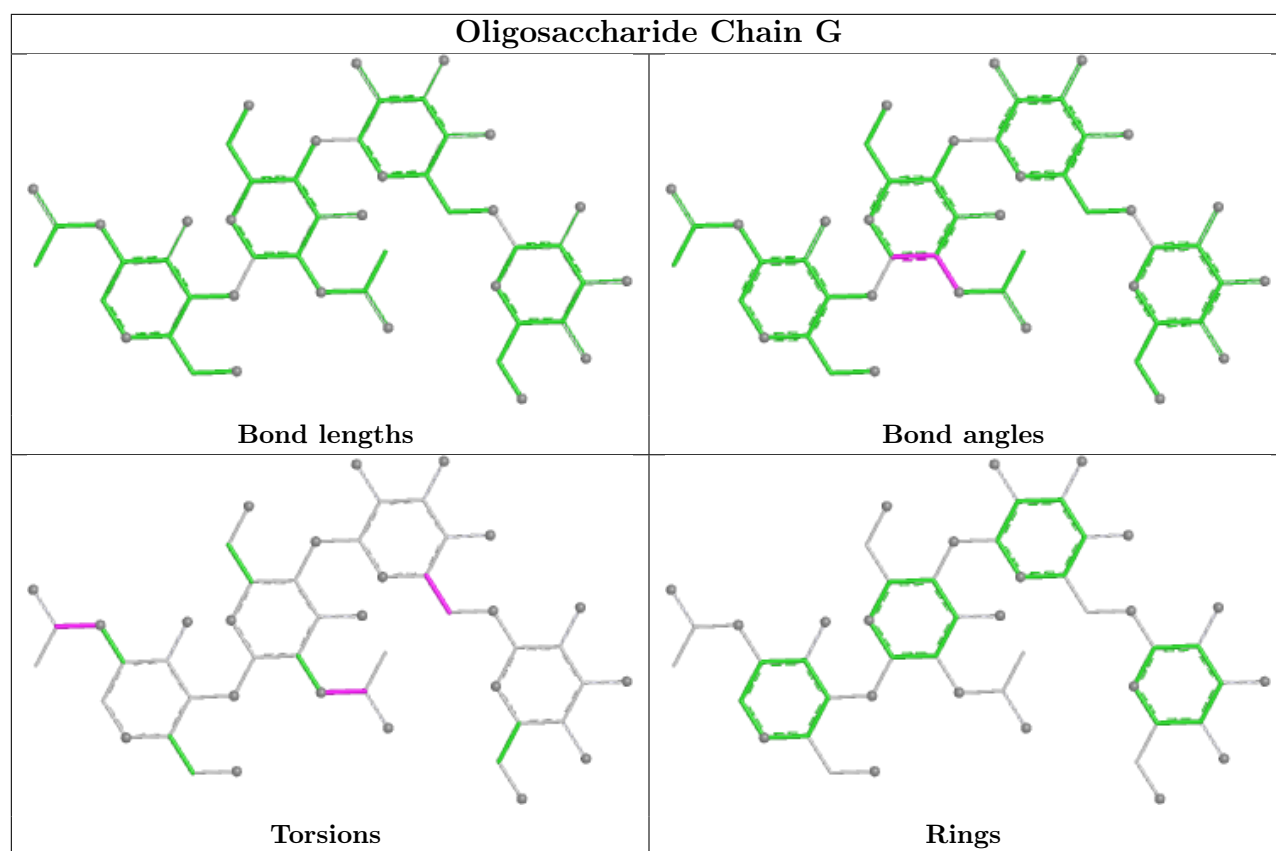 Oligosaccharide Chain G
Bond lengths
Bond angles
Torsions
Rings